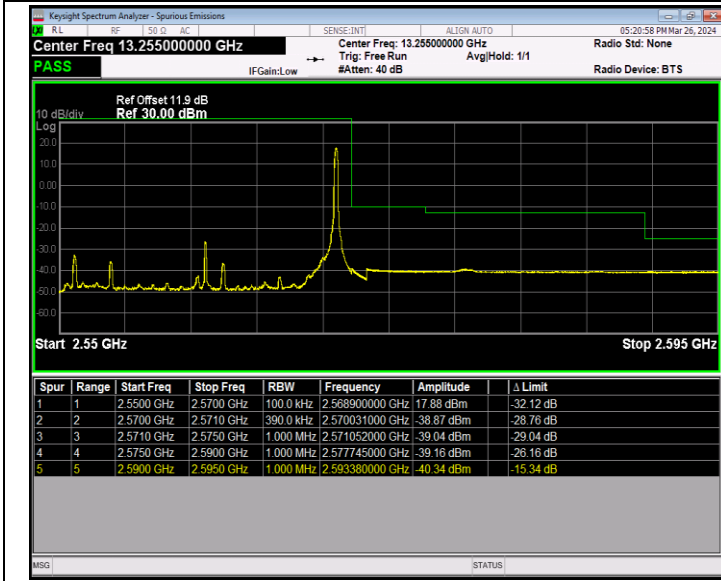 Keysight Spectrum Analyzer - Spurious Emissions
RL RF 50 Ω AC SENSE:INT ALIGN AUTO 05:20:58 PM Mar 26, 2024
Center Freq 13.255000000 GHz Center Freq: 13.255000000 GHz Radio Std: None
Trig: Free Run Avg|Hold: 1/1
PASS IFGain:Low #Atten: 40 dB Radio Device: BTS
Ref Offset 11.9 dB
10 dB/div Ref 30.00 dBm
Log
20.0
10.0
0.00
-10.0
-20.0
-30.0
-40.0
-50.0
-60.0
Start 2.55 GHz Stop 2.595 GHz
Spur Range Start Freq Stop Freq RBW Frequency Amplitude Δ Limit
1 1 2.5500 GHz 2.5700 GHz 100.0 kHz 2.568900000 GHz 17.88 dBm -32.12 dB
2 2 2.5700 GHz 2.5710 GHz 390.0 kHz 2.570031000 GHz -38.87 dBm -28.76 dB
3 3 2.5710 GHz 2.5750 GHz 1.000 MHz 2.571052000 GHz -39.04 dBm -29.04 dB
4 4 2.5750 GHz 2.5900 GHz 1.000 MHz 2.577745000 GHz -39.16 dBm -26.16 dB
5 5 2.5900 GHz 2.5950 GHz 1.000 MHz 2.593380000 GHz -40.34 dBm -15.34 dB
MSG STATUS